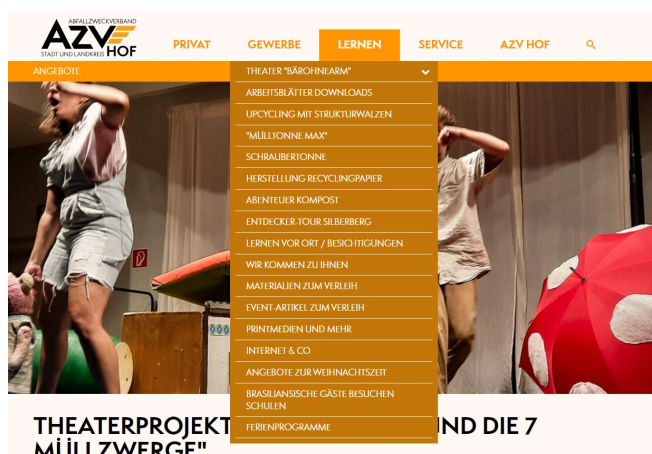 ABFALLZWECKVERBAND
AZV
STADT UND LANDKREIS HOF
PRIVAT
GEWERBE
LERNEN
SERVICE
AZV HOF
ANGEBOTE
THEATER "BÄROHNEARM"
ARBEITSBLÄTTER DOWNLOADS
UPCYCLING MIT STRUKTURWALZEN
"MÜLLTONNE MAX"
SCHRAUBERTONNE
HERSTELLUNG RECYCLINGPAPIER
ABENTEUER KOMPOST
ENTDECKER-TOUR SILBERBERG
LERNEN VOR ORT / BESICHTIGUNGEN
WIR KOMMEN ZU IHNEN
MATERIALIEN ZUM VERLEIH
EVENT-ARTIKEL ZUM VERLEIH
PRINTMEDIEN UND MEHR
INTERNET & CO
ANGEBOTE ZUR WEIHNACHTSZEIT
BRASILIANSISCHE GÄSTE BESUCHEN
SCHULEN
FERIENPROGRAMME
THEATERPROJEKT ND DIE 7
MÜLLZWERGE"